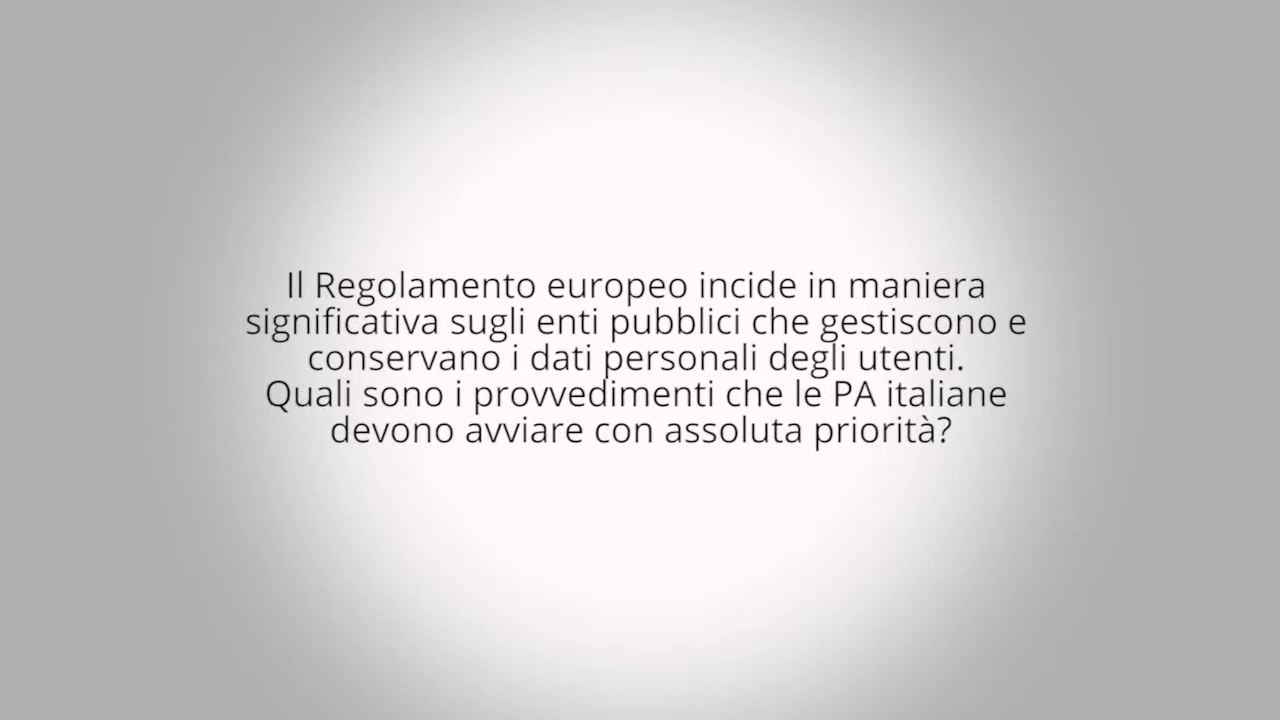 Il Regolamento europeo incide in maniera
significativa sugli enti pubblici che gestiscono e
conservano i dati personali degli utenti.
Quali sono i provvedimenti che le PA italiane
devono avviare con assoluta priorità?